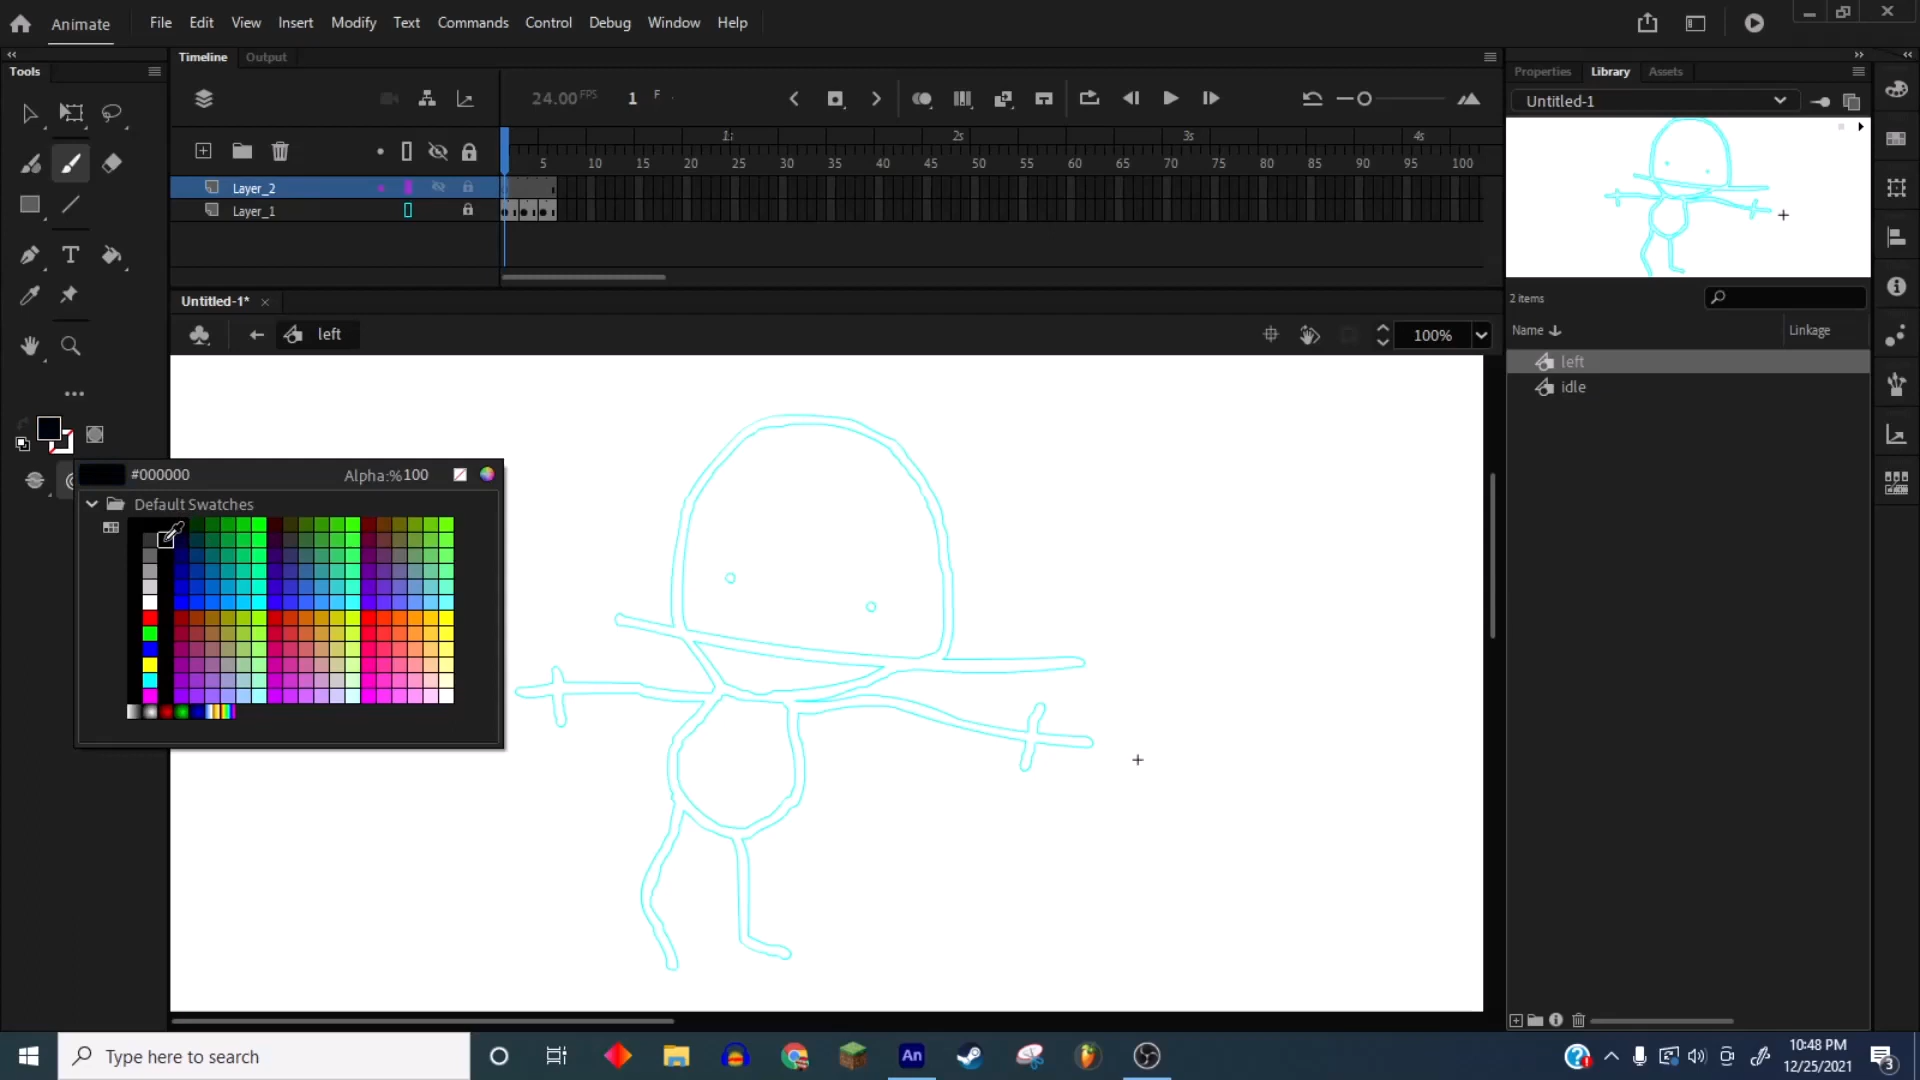 Animate File Edit View Insert Modify Text Commands Control Debug Window Help
Tools Timeline Output Properties Library Assets
24.00 FPS 1 F Untitled-1
1s 2s 3s 4s
5 10 15 20 25 30 35 40 45 50 55 60 65 70 75 80 85 90 95 100
Layer_2
Layer_1
Untitled-1*
2 items
left 100%
Name Linkage
left
idle
#000000 Alpha:% 100
Default Swatches
An
Type here to search
10:48 PM
12/25/2021
3